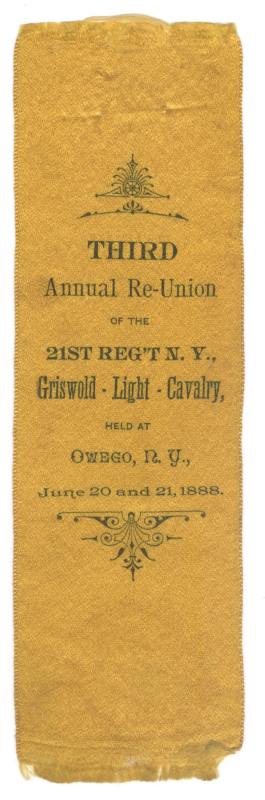 THIRD
Annual Re-Union
OF THE
21ST REG'T N. Y.,
Griswold - Light - Cavalry,
HELD AT
Owego, N. Y.,
June 20 and 21, 1888.